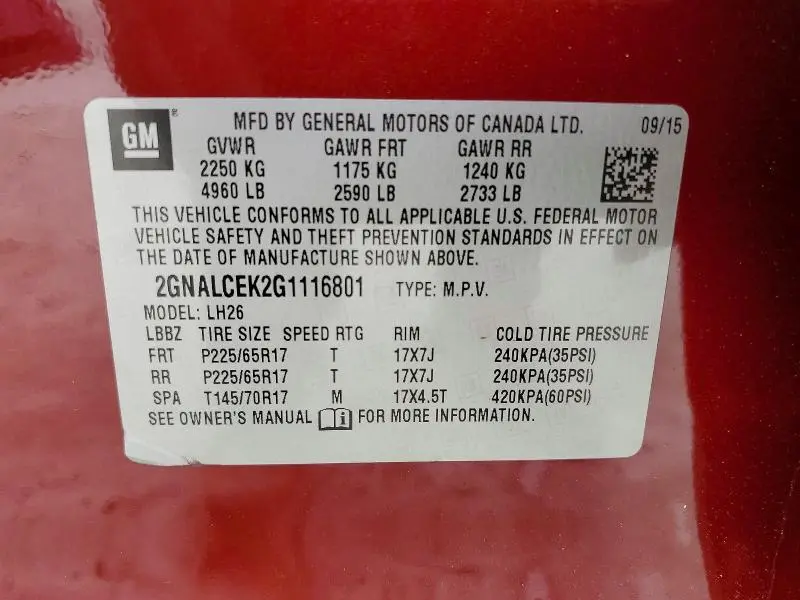 GM
®
MFD BY GENERAL MOTORS OF CANADA LTD. 09/15
GVWR GAWR FRT GAWR RR
2250 KG 1175 KG 1240 KG
4960 LB 2590 LB 2733 LB
THIS VEHICLE CONFORMS TO ALL APPLICABLE U.S. FEDERAL MOTOR
VEHICLE SAFETY AND THEFT PREVENTION STANDARDS IN EFFECT ON
THE DATE OF MANUFACTURE SHOWN ABOVE.
2GNALCEK2G1116801 TYPE: M.P.V.
MODEL: LH26
LBBZ TIRE SIZE SPEED RTG RIM COLD TIRE PRESSURE
FRT P225/65R17 T 17X7J 240KPA(35PSI)
RR P225/65R17 T 17X7J 240KPA(35PSI)
SPA T145/70R17 M 17X4.5T 420KPA(60PSI)
SEE OWNER'S MANUAL i FOR MORE INFORMATION.